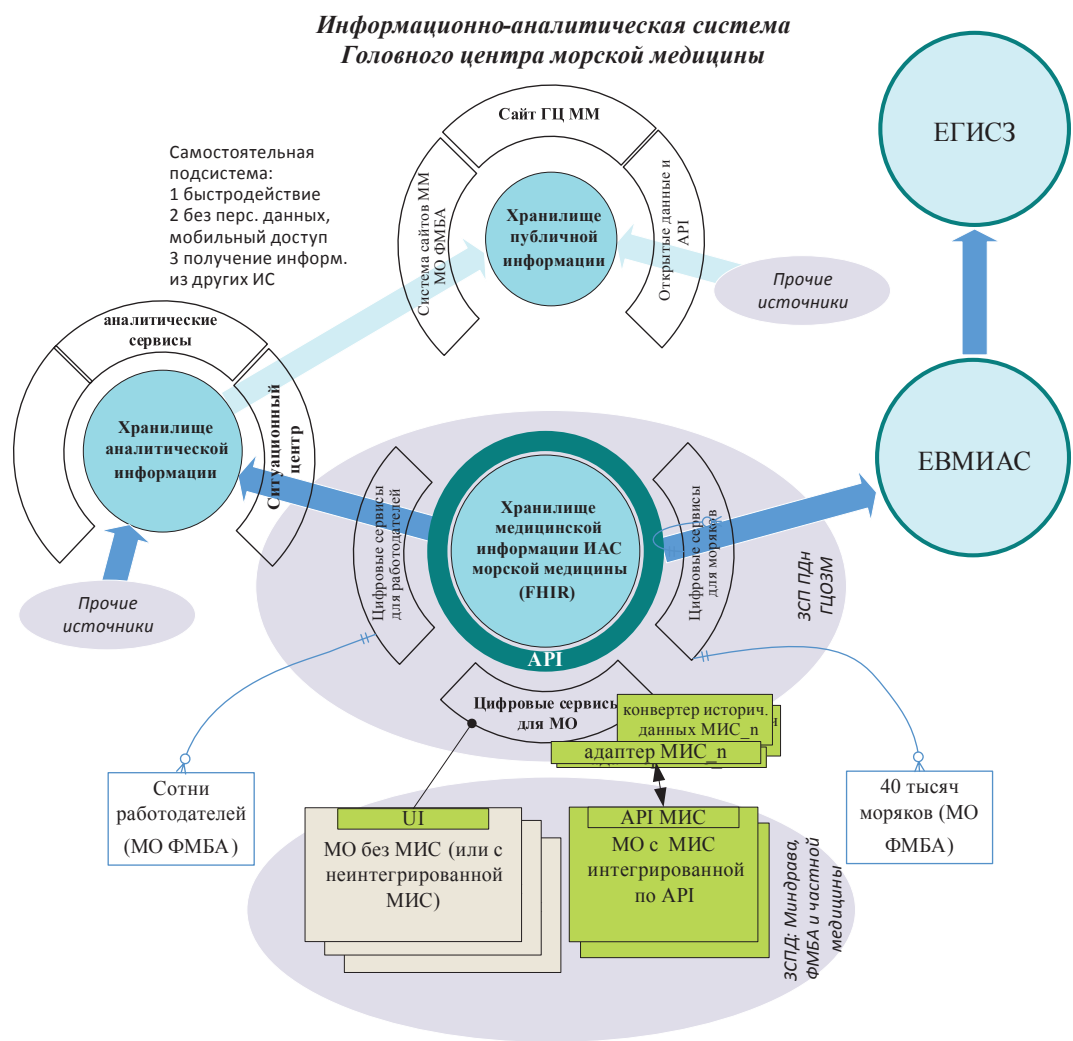 Информационно-аналитическая система
Головного центра морской медицины
Сайт ГЦ ММ
Система сайтов ММ
МО ФМБА
Хранилище
публичной
информации
Открытые данные и
API
Прочие
источники
ЕГИСЗ
Самостоятельная
подсистема:
1 быстродействие
2 без перс. данных,
мобильный доступ
3 получение информ.
из других ИС
аналитические
сервисы
Хранилище
аналитической
информации
Ситуационный
центр
Прочие
источники
ЕВМИАС
Цифровые сервисы
для работодателей
Хранилище
медицинской
информации ИАС
морской медицины
(FHIR)
API
Цифровые сервисы
для моряков
ЗСП ПДн
ГЦОЗМ
Цифровые сервисы
для МО
конвертер историч.
данных МИС_n
адаптер МИС_n
Сотни
работодателей
(МО ФМБА)
40 тысяч
моряков (МО
ФМБА)
UI
МО без МИС (или с
неинтегрированной
МИС)
API МИС
МО с МИС
интегрированной
по API
ЗСПД: Миндрава,
ФМБА и частной
медицины